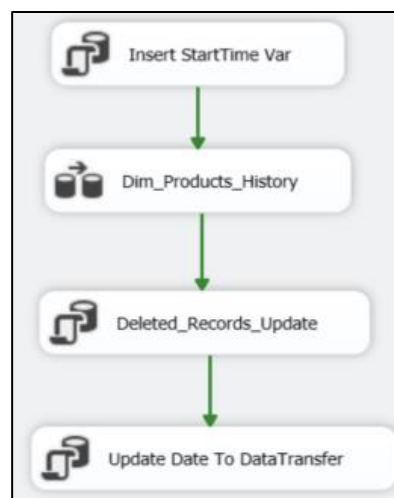 Insert StartTime Var
Dim_Products_History
Deleted_Records_Update
Update Date To DataTransfer